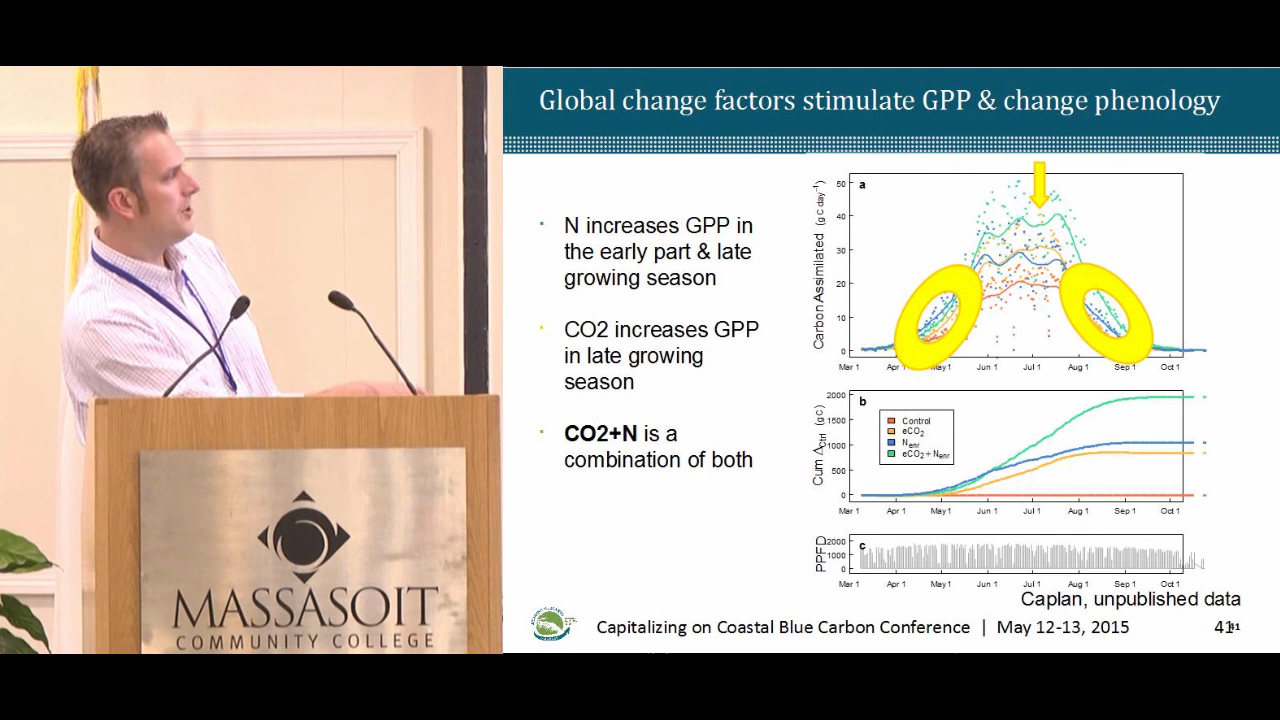 Global change factors stimulate GPP & change phenology
N increases GPP in
the early part & late
growing season
CO2 increases GPP
in late growing
season
CO2+N is a
combination of both
a
Carbon Assimilated (g C day⁻¹)
50
40
30
20
10
0
Mar 1 Apr May 1 Jun 1 Jul 1 Aug 1 Sep 1 Oct 1
b
Cum Δctrl (g C)
2000
1500
1000
500
0
Control
eCO₂
Nenr
eCO₂ + Nenr
Mar 1 Apr 1 May 1 Jun 1 Jul 1 Aug 1 Sep 1 Oct 1
c
PPFD
2000
1000
0
Mar 1 Apr 1 May 1 Jun 1 Jul 1 Aug 1 Sep 1 Oct 1
Caplan, unpublished data
Capitalizing on Coastal Blue Carbon Conference | May 12-13, 2015
41
41
MASSASOIT
COMMUNITY COLLEGE